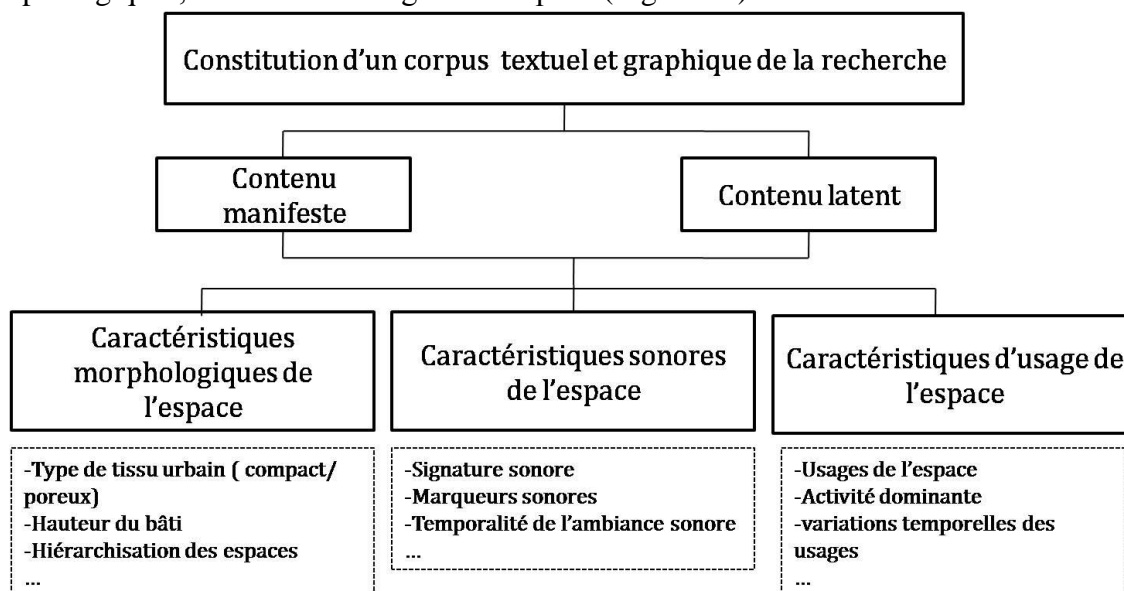 Constitution d'un corpus textuel et graphique de la recherche
Contenu
manifeste
Contenu latent
Caractéristiques
morphologiques de
l'espace
Caractéristiques sonores
de l'espace
Caractéristiques d'usage de
l'espace
-Type de tissu urbain ( compact/
poreux)
-Hauteur du bâti
-Hiérarchisation des espaces
...
-Signature sonore
-Marqueurs sonores
-Temporalité de l'ambiance sonore
...
-Usages de l'espace
-Activité dominante
-variations temporelles des
usages
...